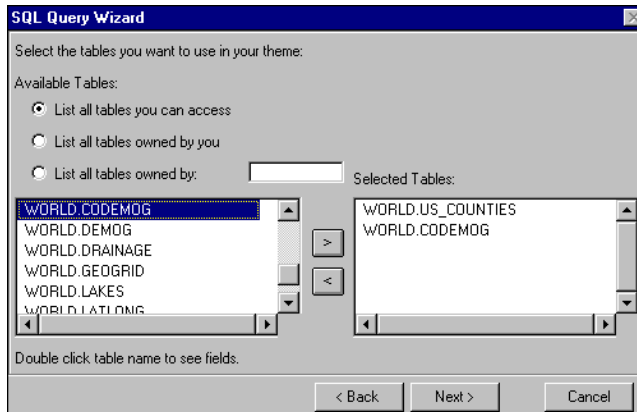 SQL Query Wizard
Select the tables you want to use in your theme:
Available Tables:
List all tables you can access
List all tables owned by you
List all tables owned by:
Selected Tables:
WORLD.CODEMOG
WORLD.DEMOG
WORLD.DRAINAGE
WORLD.GEOGRID
WORLD.LAKES
WORLD.LATLONG
>
<
WORLD.US_COUNTIES
WORLD.CODEMOG
Double click table name to see fields.
< Back
Next >
Cancel